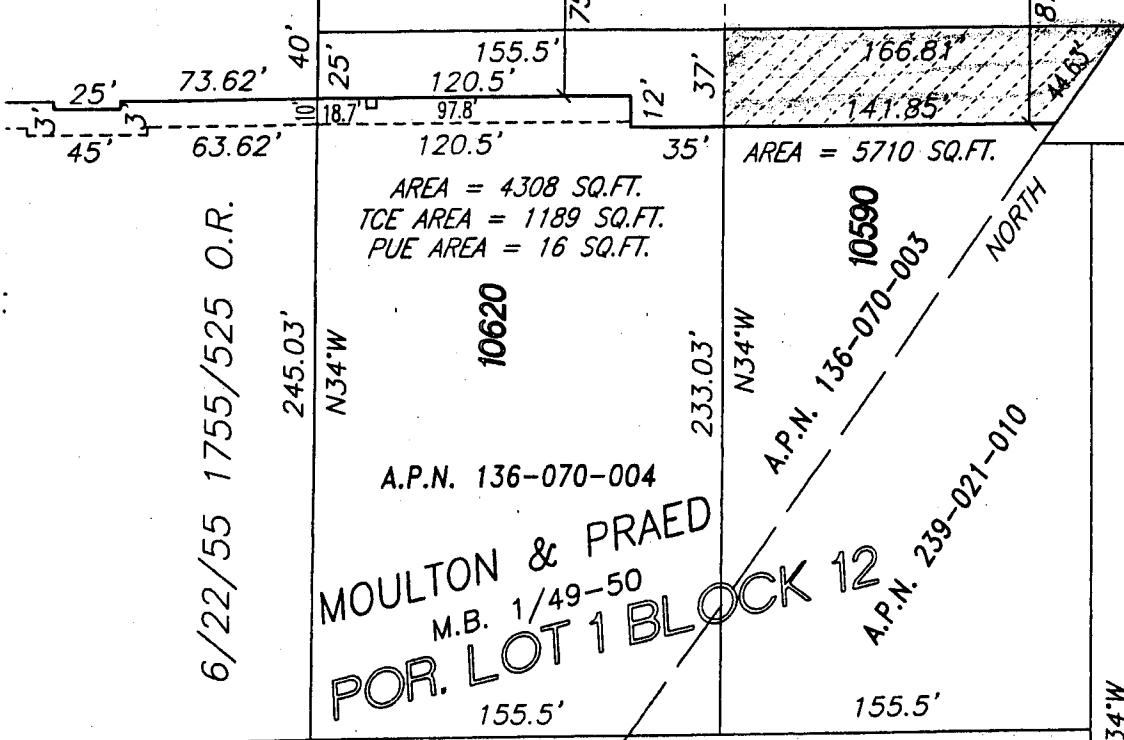 75
8
40'
25'
155.5'
37'
166.81'
44.63'
25'
73.62'
120.5'
12'
3'
3'
10'
18.7'
97.8'
141.85'
45'
63.62'
120.5'
35'
AREA = 5710 SQ.FT.
AREA = 4308 SQ.FT.
TCE AREA = 1189 SQ.FT.
PUE AREA = 16 SQ.FT.
10620
10590
NORTH
6/22/55 1755/525 O.R.
245.03'
N34°W
233.03'
N34°W
A.P.N. 136-070-003
A.P.N. 239-021-010
A.P.N. 136-070-004
MOULTON & PRAED
M.B. 1/49-50
POR. LOT 1 BLOCK 12
155.5'
155.5'
34°W